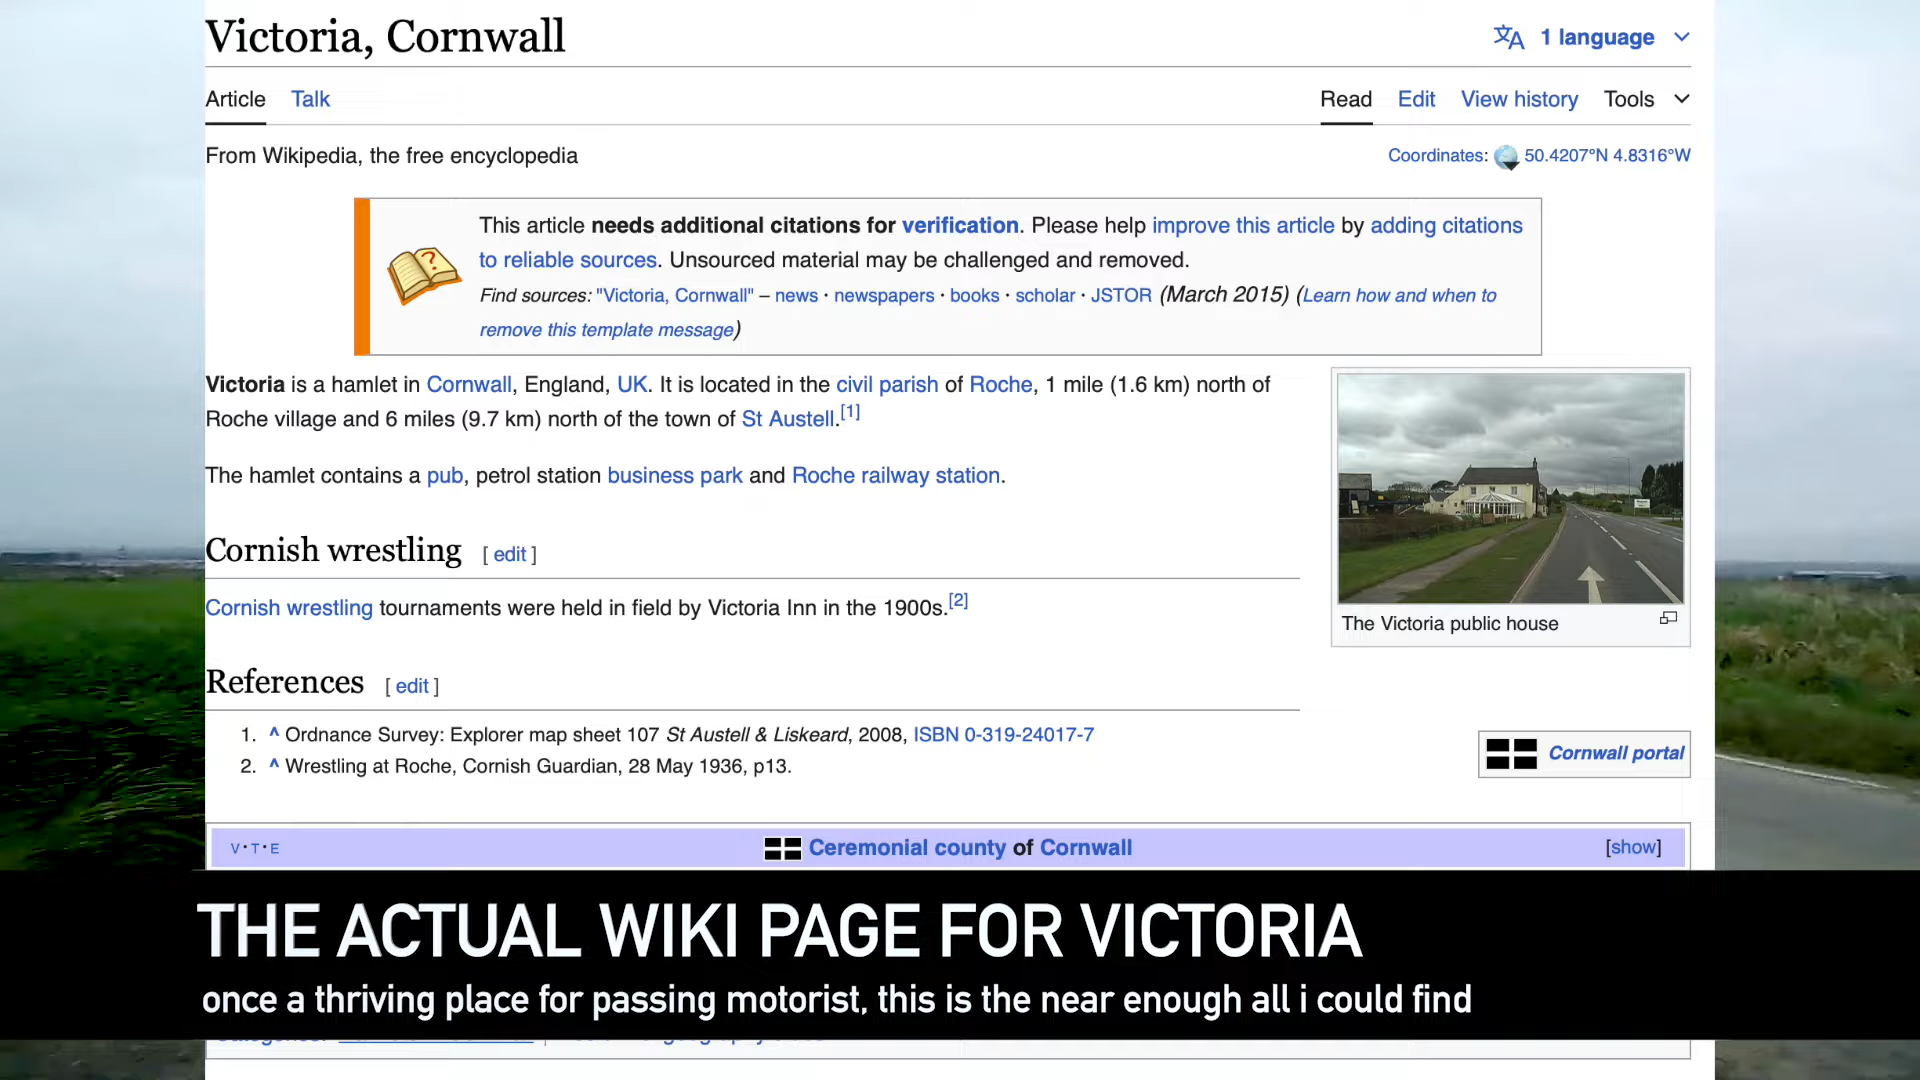 Victoria, Cornwall
1 language
Article Talk
Read Edit View history Tools
From Wikipedia, the free encyclopedia
Coordinates: 50.4207°N 4.8316°W
This article needs additional citations for verification. Please help improve this article by adding citations
to reliable sources. Unsourced material may be challenged and removed.
Find sources: "Victoria, Cornwall" – news · newspapers · books · scholar · JSTOR (March 2015) (Learn how and when to
remove this template message)
Victoria is a hamlet in Cornwall, England, UK. It is located in the civil parish of Roche, 1 mile (1.6 km) north of
Roche village and 6 miles (9.7 km) north of the town of St Austell.[1]
The hamlet contains a pub, petrol station business park and Roche railway station.
The Victoria public house
Cornish wrestling [ edit ]
Cornish wrestling tournaments were held in field by Victoria Inn in the 1900s.[2]
References [ edit ]
1. ^ Ordnance Survey: Explorer map sheet 107 St Austell & Liskeard, 2008, ISBN 0-319-24017-7
2. ^ Wrestling at Roche, Cornish Guardian, 28 May 1936, p13.
Cornwall portal
V · T · E
Ceremonial county of Cornwall
[show]
THE ACTUAL WIKI PAGE FOR VICTORIA
once a thriving place for passing motorist, this is the near enough all i could find